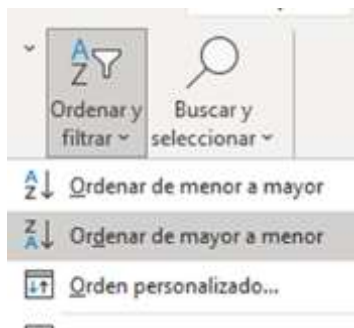 Ordenar y
filtrar
Buscar y
seleccionar
Ordenar de menor a mayor
Ordenar de mayor a menor
Orden personalizado...